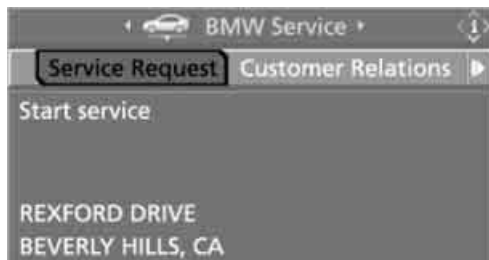 BMW Service
Service Request Customer Relations
Start service
REXFORD DRIVE
BEVERLY HILLS, CA